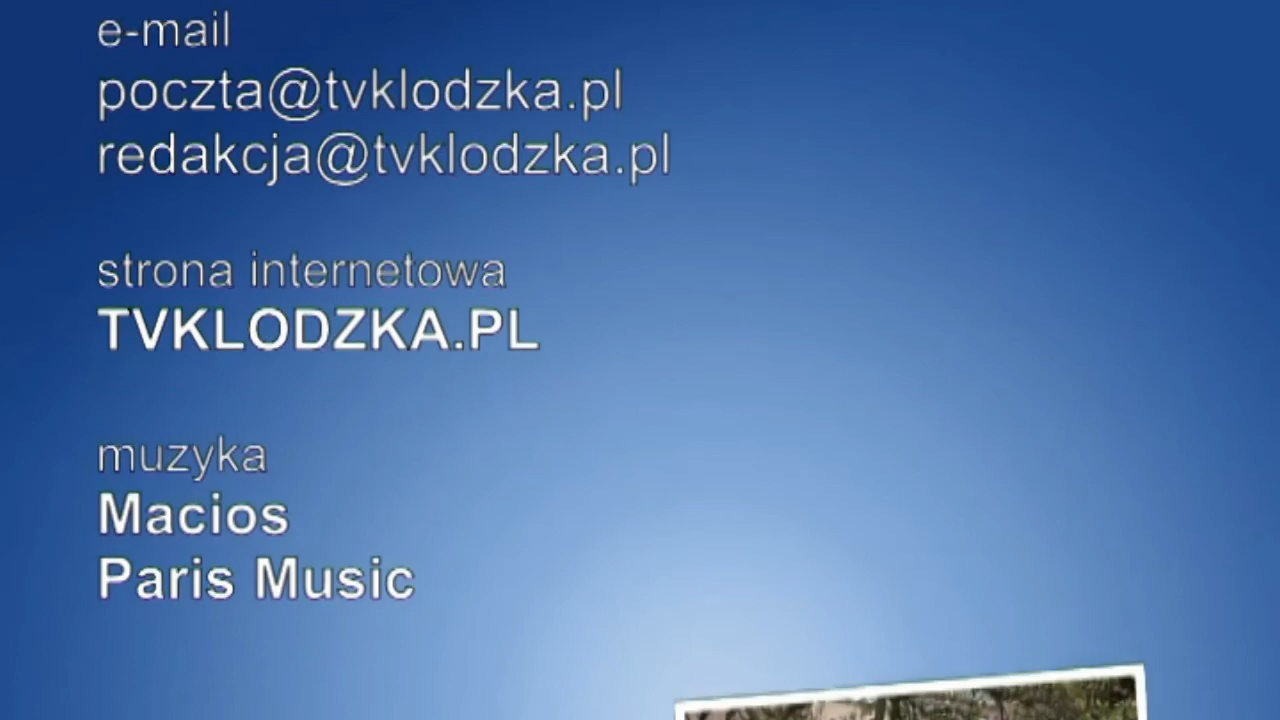 e-mail
poczta@tvklodzka.pl
redakcja@tvklodzka.pl
strona internetowa
TVKLODZKA.PL
muzyka
Macios
Paris Music